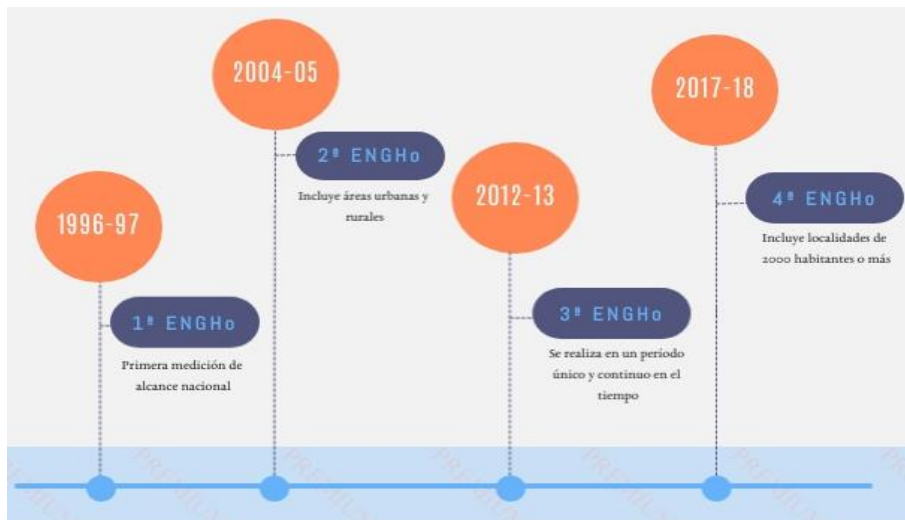 1996-97
1ª ENGHo
Primera medición de
alcance nacional
2004-05
2ª ENGHo
Incluye áreas urbanas y
rurales
2012-13
3ª ENGHo
Se realiza en un período
único y continuo en el
tiempo
2017-18
4ª ENGHo
Incluye localidades de
2000 habitantes o más